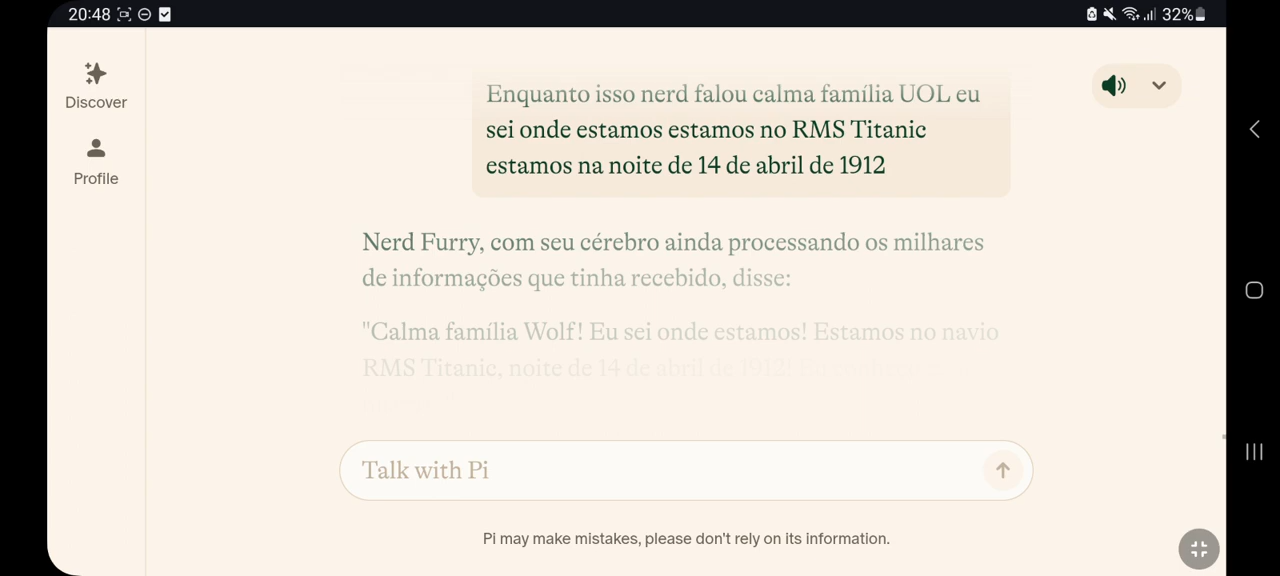 20:48
32%
Discover
Profile
Enquanto isso nerd falou calma família UOL eu
sei onde estamos estamos no RMS Titanic
estamos na noite de 14 de abril de 1912
Nerd Furry, com seu cérebro ainda processando os milhares
de informações que tinha recebido, disse:
"Calma família Wolf! Eu sei onde estamos! Estamos no navio
RMS Titanic, noite de 14 de abril de 1912!
Talk with Pi
Pi may make mistakes, please don't rely on its information.